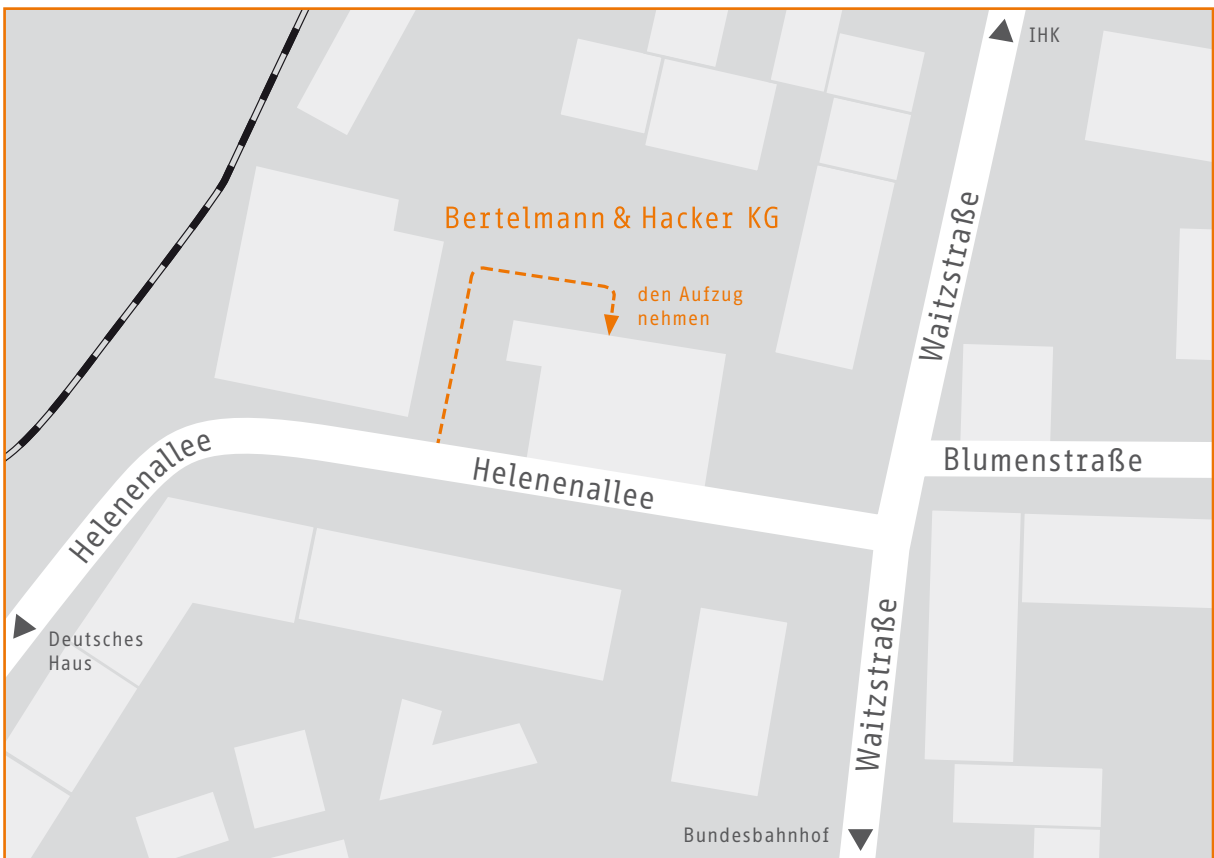 IHK
Bertelmann & Hacker KG
Waitzstraße
den Aufzug
nehmen
Helenenallee
Blumenstraße
Helenenallee
Deutsches
Haus
Waitzstraße
Bundesbahnhof